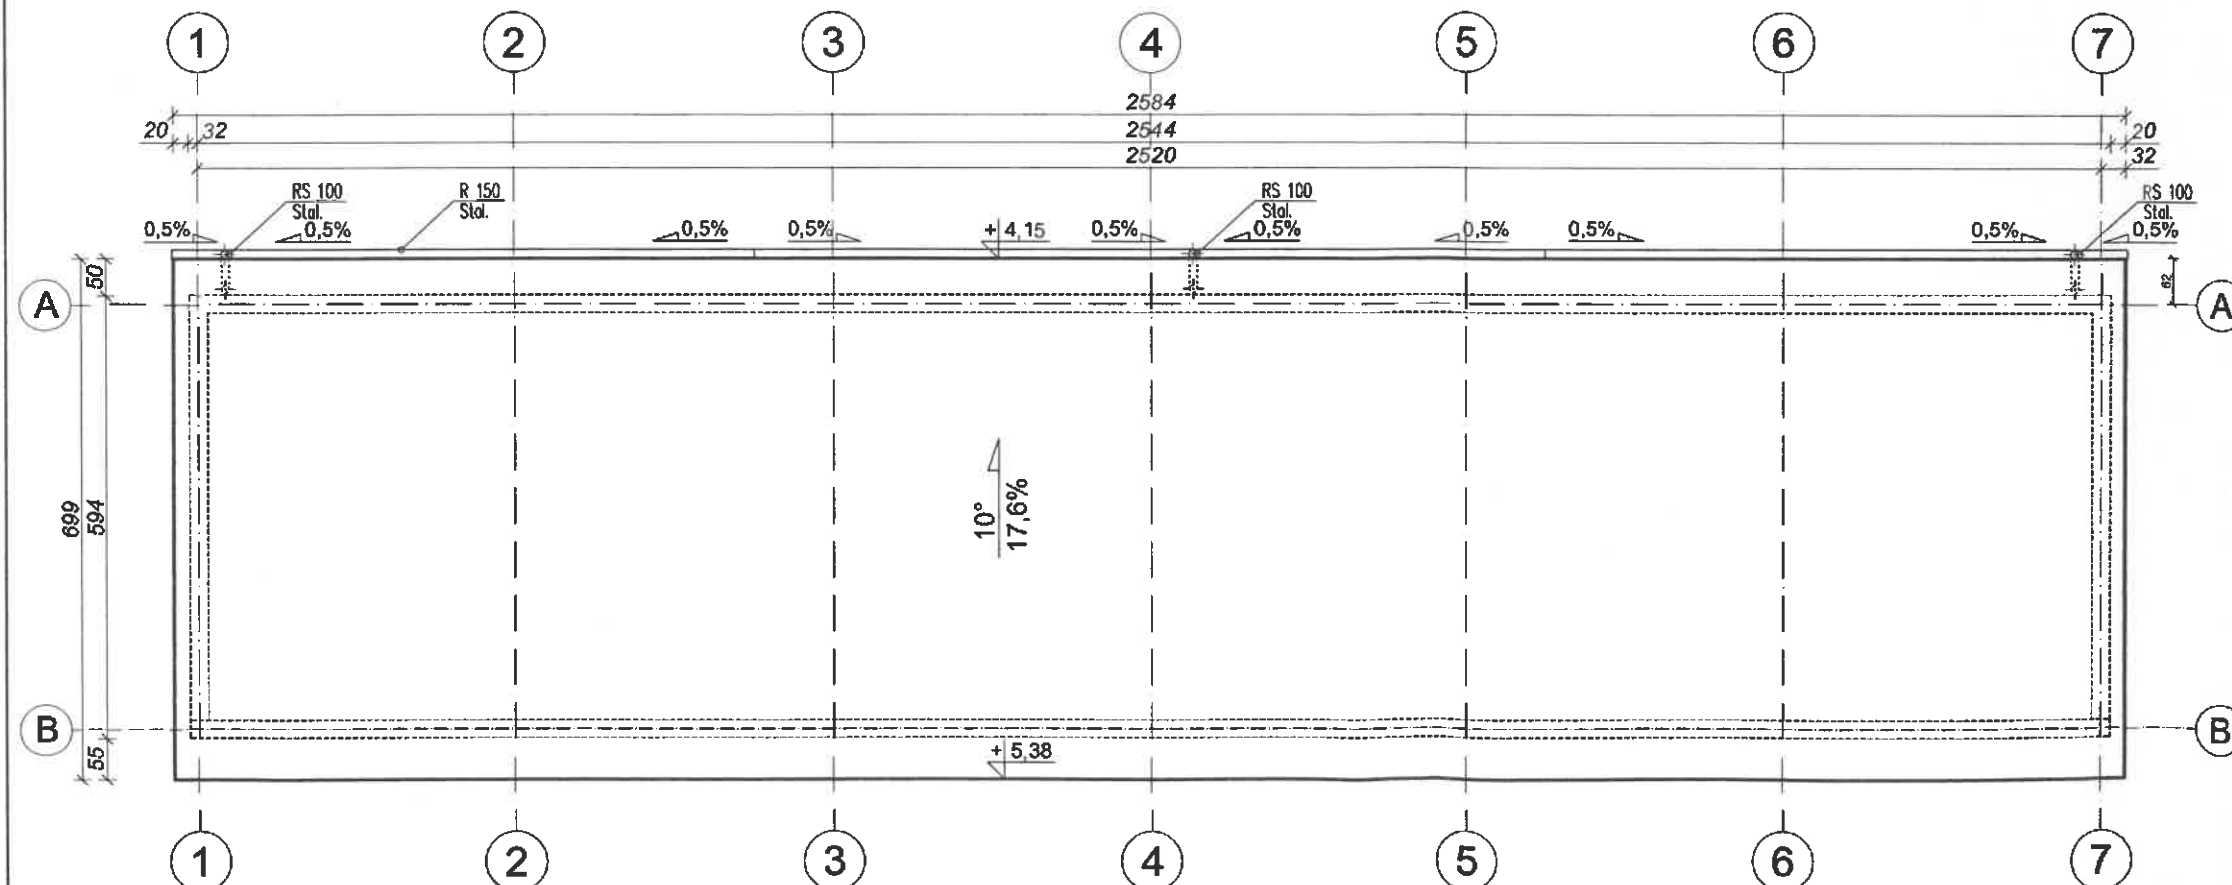 1 2 3 4 5 6 7
2584
20 32 2544 20
2520 32
RS 100 R 150 RS 100 RS 100
Stal. Stal. Stal. Stal.
0,5% 0,5% 0,5% 0,5% + 4,15 0,5% 0,5% 0,5% 0,5% 0,5% 0,5%
50
62
A A
10°
17,6%
699
594
B B
55
+ 5,38
1 2 3 4 5 6 7